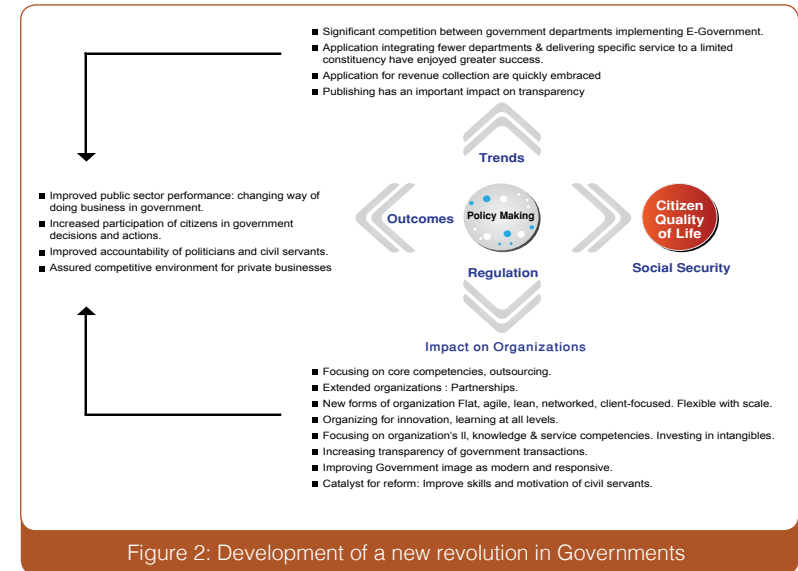 ■ Significant competition between government departments implementing E-Government.
■ Application integrating fewer departments & delivering specific service to a limited
constituency have enjoyed greater success.
■ Application for revenue collection are quickly embraced
■ Publishing has an important impact on transparency
Trends
■ Improved public sector performance: changing way of
doing business in government.
■ Increased participation of citizens in government
decisions and actions.
■ Improved accountability of politicians and civil servants.
■ Assured competitive environment for private businesses
Outcomes
Policy Making
Regulation
Citizen
Quality
of Life
Social Security
Impact on Organizations
■ Focusing on core competencies, outsourcing.
■ Extended organizations : Partnerships.
■ New forms of organization Flat, agile, lean, networked, client-focused. Flexible with scale.
■ Organizing for innovation, learning at all levels.
■ Focusing on organization's II, knowledge & service competencies. Investing in intangibles.
■ Increasing transparency of government transactions.
■ Improving Government image as modern and responsive.
■ Catalyst for reform: Improve skills and motivation of civil servants.
Figure 2: Development of a new revolution in Governments